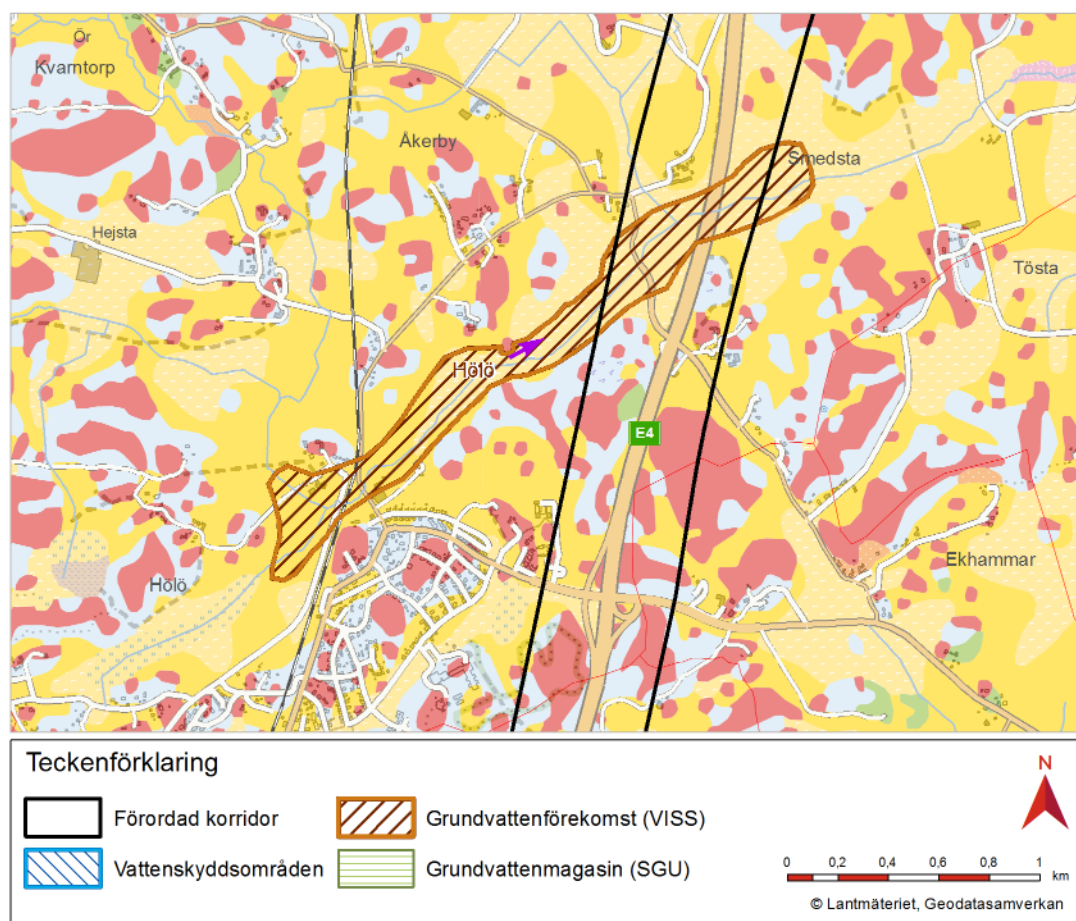 Ör
Kvarntorp
Åkerby
Smedsta
Hejsta
Tösta
Hölö
E4
Ekhammar
Hölö
Teckenförklaring
N
Förordad korridor
Grundvattenförekomst (VISS)
Vattenskyddsområden
Grundvattenmagasin (SGU)
0 0,2 0,4 0,6 0,8 1
km
© Lantmäteriet, Geodatasamverkan